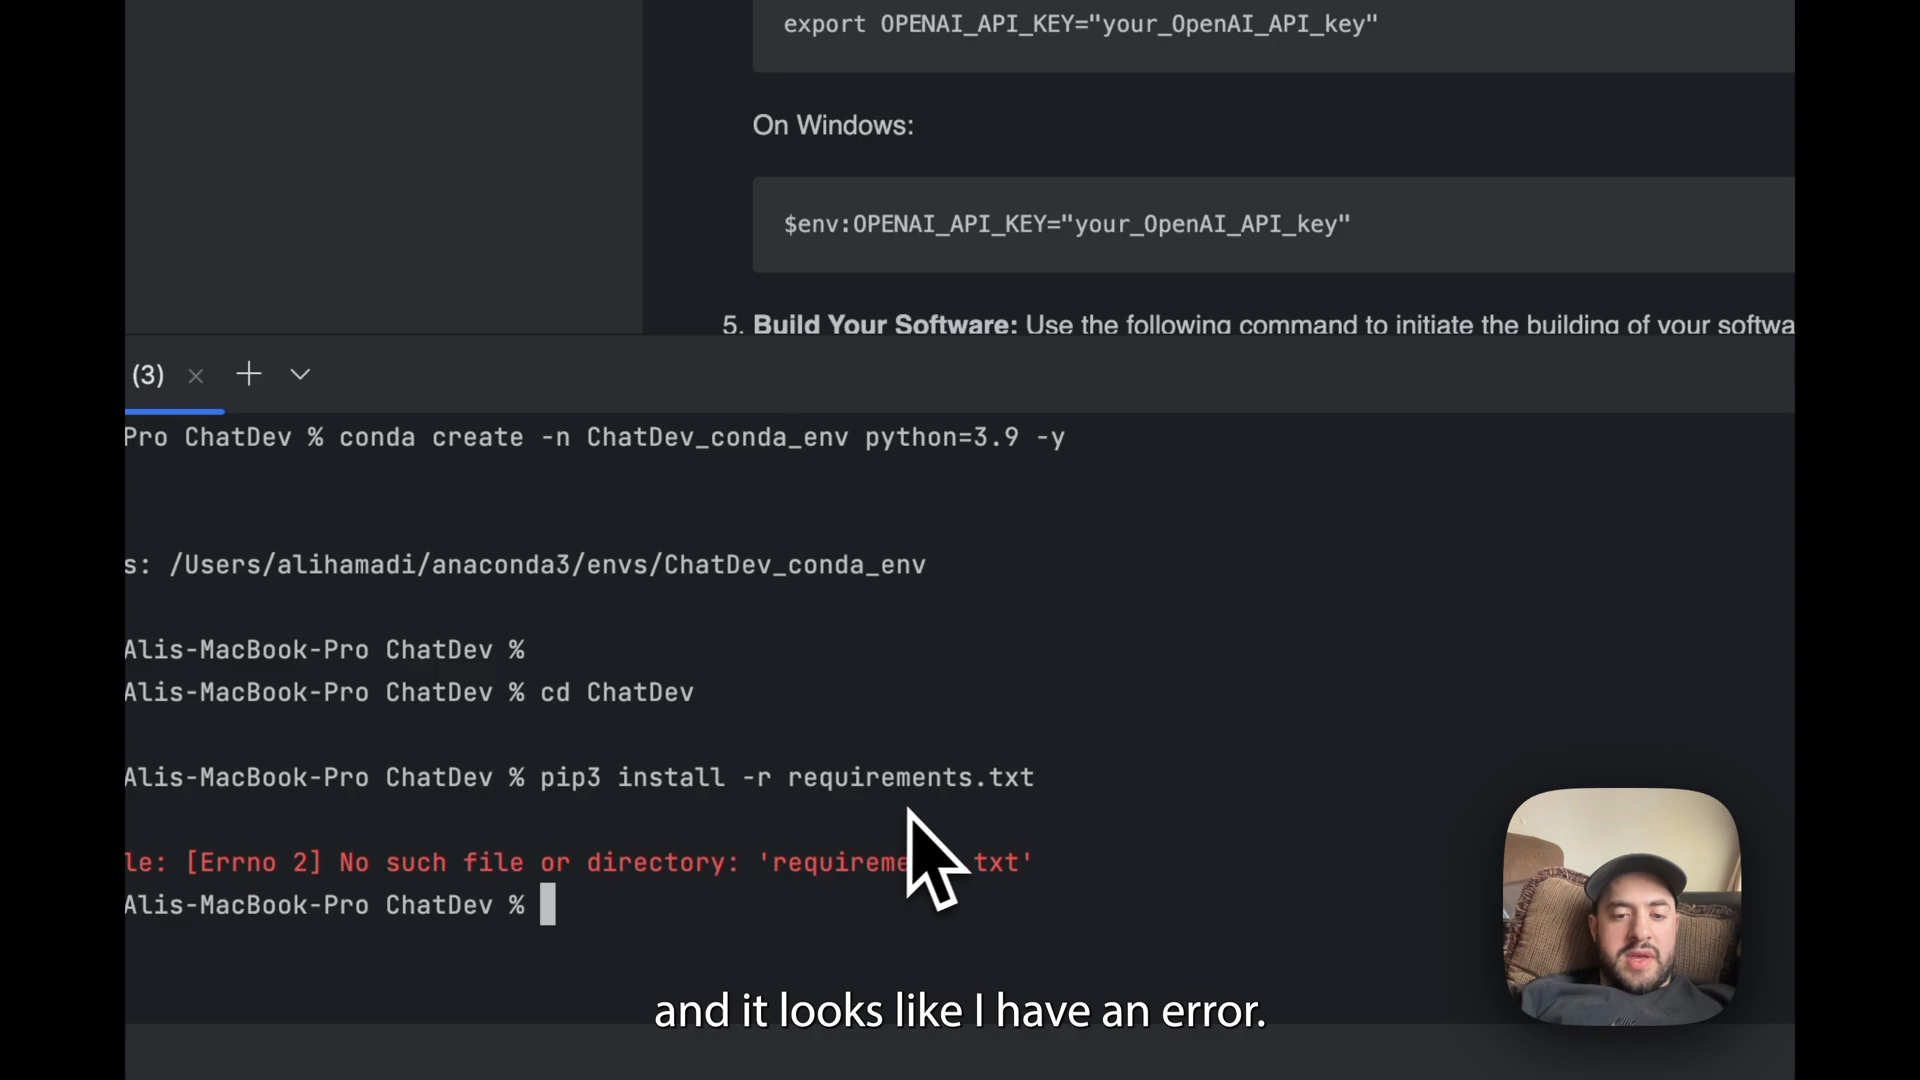 export OPENAI_API_KEY="your_OpenAI_API_key"
On Windows:
$env:OPENAI_API_KEY="your_OpenAI_API_key"
5. Build Your Software: Use the following command to initiate the building of your softwa
(3)
Pro ChatDev % conda create -n ChatDev_conda_env python=3.9 -y
s: /Users/alihamadi/anaconda3/envs/ChatDev_conda_env
Alis-MacBook-Pro ChatDev %
Alis-MacBook-Pro ChatDev % cd ChatDev
Alis-MacBook-Pro ChatDev % pip3 install -r requirements.txt
le: [Errno 2] No such file or directory: 'requireme .txt'
Alis-MacBook-Pro ChatDev %
and it looks like I have an error.